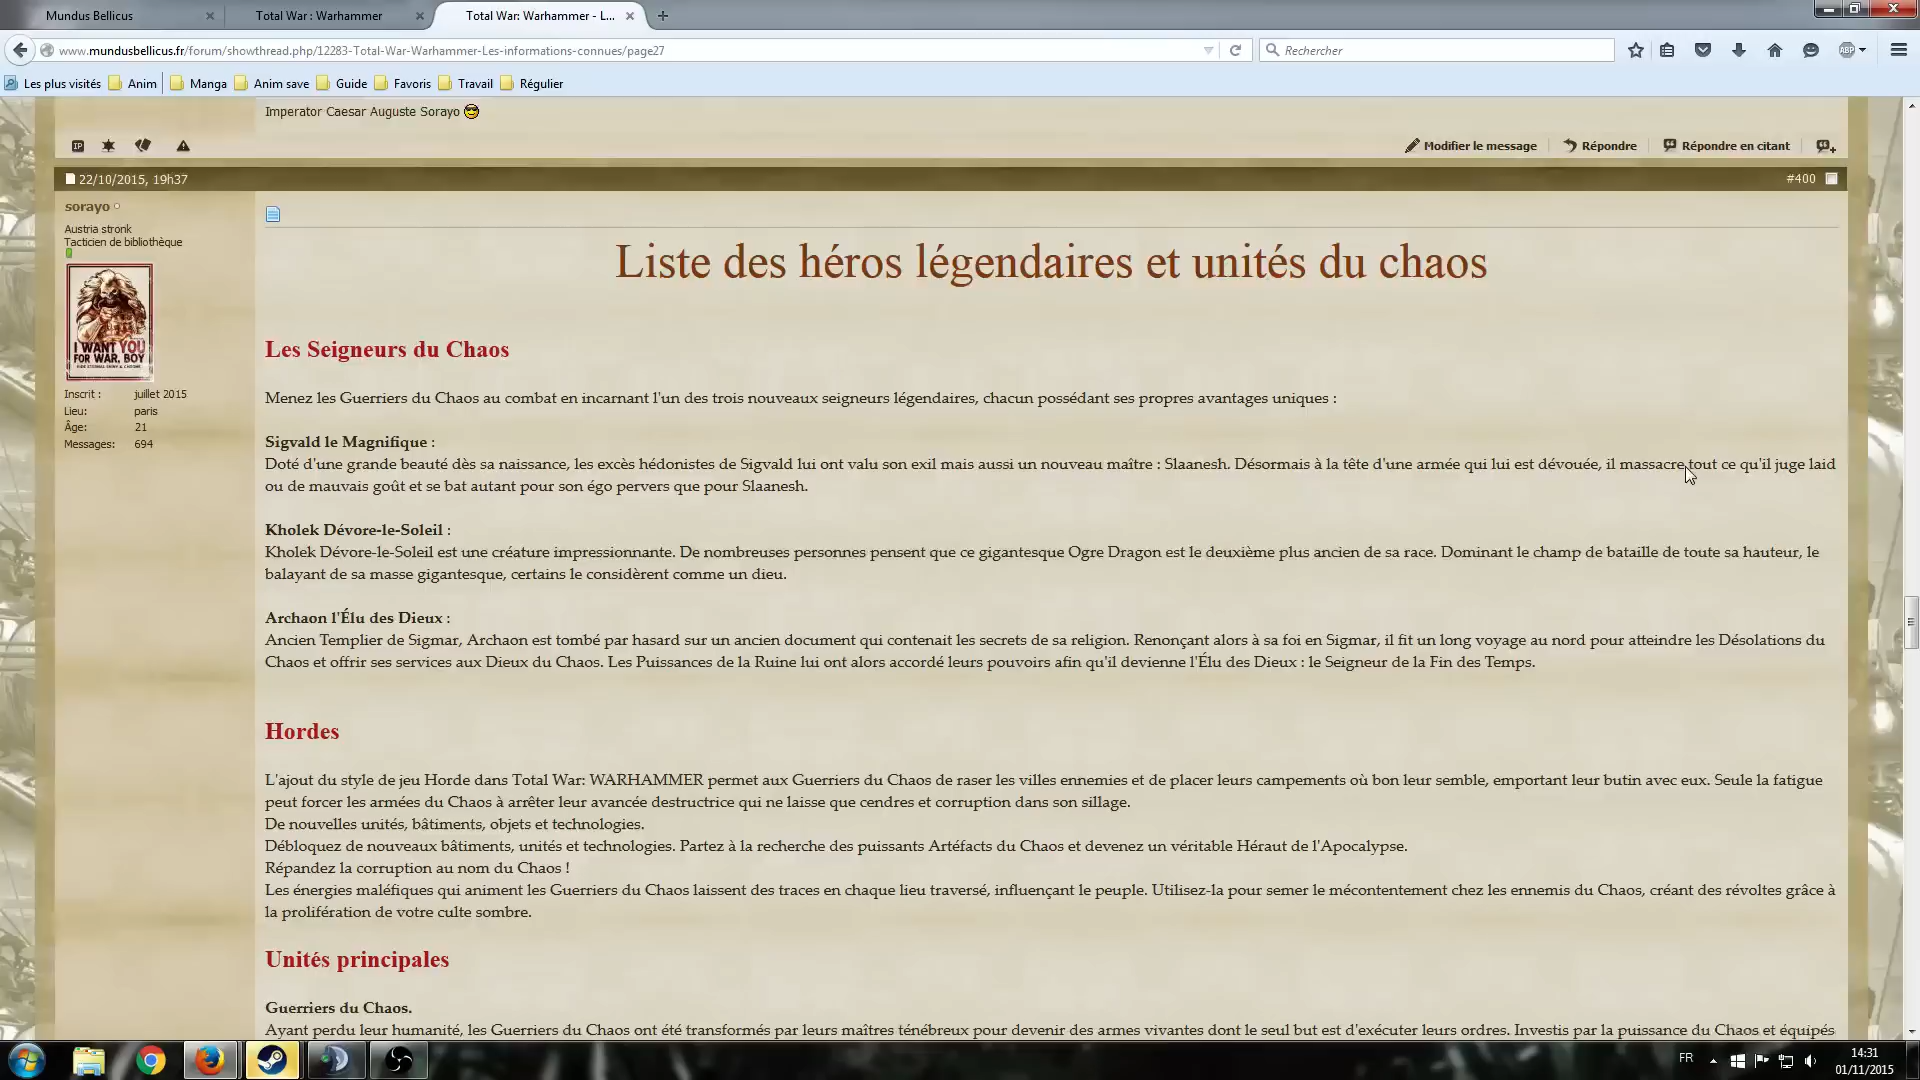 Mundus Bellicus
Total War : Warhammer
Total War: Warhammer - L...
www.mundusbellicus.fr/forum/showthread.php/12283-Total-War-Warhammer-Les-informations-connues/page27
Rechercher
ABP
Les plus visités Anim Manga Anim save Guide Favoris Travail Régulier
Imperator Caesar Auguste Sorayo
IP
Modifier le message Répondre Répondre en citant
22/10/2015, 19h37 #400
sorayo
Austria stronk
Tacticien de bibliothèque
I WANT YOU
FOR WAR, BOY
Inscrit : juillet 2015
Lieu: paris
Âge: 21
Messages: 694
Liste des héros légendaires et unités du chaos
Les Seigneurs du Chaos
Menez les Guerriers du Chaos au combat en incarnant l'un des trois nouveaux seigneurs légendaires, chacun possédant ses propres avantages uniques :
Sigvald le Magnifique :
Doté d'une grande beauté dès sa naissance, les excès hédonistes de Sigvald lui ont valu son exil mais aussi un nouveau maître : Slaanesh. Désormais à la tête d'une armée qui lui est dévouée, il massacre tout ce qu'il juge laid
ou de mauvais goût et se bat autant pour son égo pervers que pour Slaanesh.
Kholek Dévore-le-Soleil :
Kholek Dévore-le-Soleil est une créature impressionnante. De nombreuses personnes pensent que ce gigantesque Ogre Dragon est le deuxième plus ancien de sa race. Dominant le champ de bataille de toute sa hauteur, le
balayant de sa masse gigantesque, certains le considèrent comme un dieu.
Archaon l'Élu des Dieux :
Ancien Templier de Sigmar, Archaon est tombé par hasard sur un ancien document qui contenait les secrets de sa religion. Renonçant alors à sa foi en Sigmar, il fit un long voyage au nord pour atteindre les Désolations du
Chaos et offrir ses services aux Dieux du Chaos. Les Puissances de la Ruine lui ont alors accordé leurs pouvoirs afin qu'il devienne l'Élu des Dieux : le Seigneur de la Fin des Temps.
Hordes
L'ajout du style de jeu Horde dans Total War: WARHAMMER permet aux Guerriers du Chaos de raser les villes ennemies et de placer leurs campements où bon leur semble, emportant leur butin avec eux. Seule la fatigue
peut forcer les armées du Chaos à arrêter leur avancée destructrice qui ne laisse que cendres et corruption dans son sillage.
De nouvelles unités, bâtiments, objets et technologies.
Débloquez de nouveaux bâtiments, unités et technologies. Partez à la recherche des puissants Artéfacts du Chaos et devenez un véritable Héraut de l'Apocalypse.
Répandez la corruption au nom du Chaos !
Les énergies maléfiques qui animent les Guerriers du Chaos laissent des traces en chaque lieu traversé, influençant le peuple. Utilisez-la pour semer le mécontentement chez les ennemis du Chaos, créant des révoltes grâce à
la prolifération de votre culte sombre.
Unités principales
Guerriers du Chaos.
Ayant perdu leur humanité, les Guerriers du Chaos ont été transformés par leurs maîtres ténébreux pour devenir des armes vivantes dont le seul but est d'exécuter leurs ordres. Investis par la puissance du Chaos et équipés
FR
14:31
01/11/2015